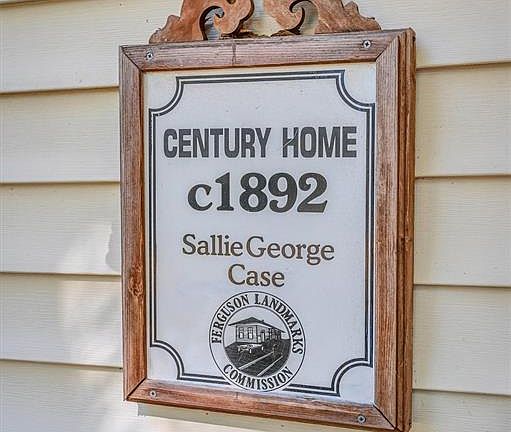 CENTURY HOME
c1892
Sallie George
Case
FERGUSON LANDMARKS
COMMISSION